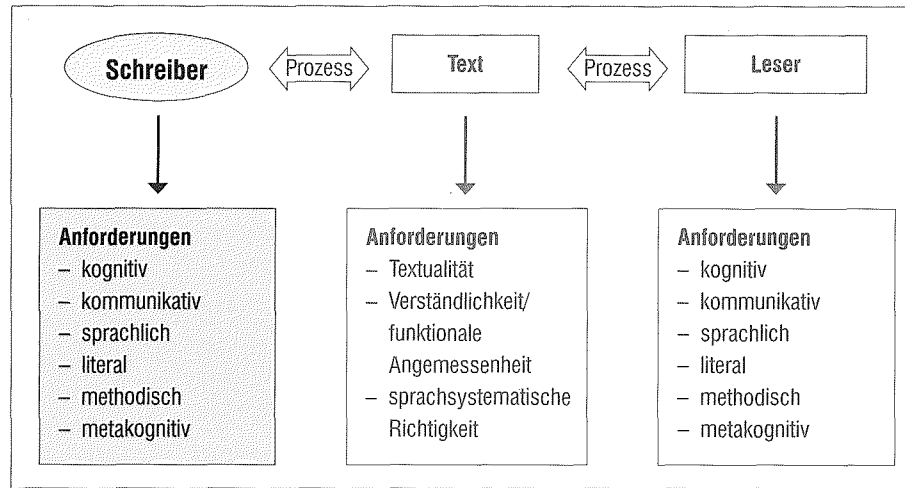 Schreiber
Prozess
Text
Prozess
Leser
Anforderungen
– kognitiv
– kommunikativ
– sprachlich
– literal
– methodisch
– metakognitiv
Anforderungen
– Textualität
– Verständlichkeit/
funktionale
Angemessenheit
– sprachsystematische
Richtigkeit
Anforderungen
– kognitiv
– kommunikativ
– sprachlich
– literal
– methodisch
– metakognitiv